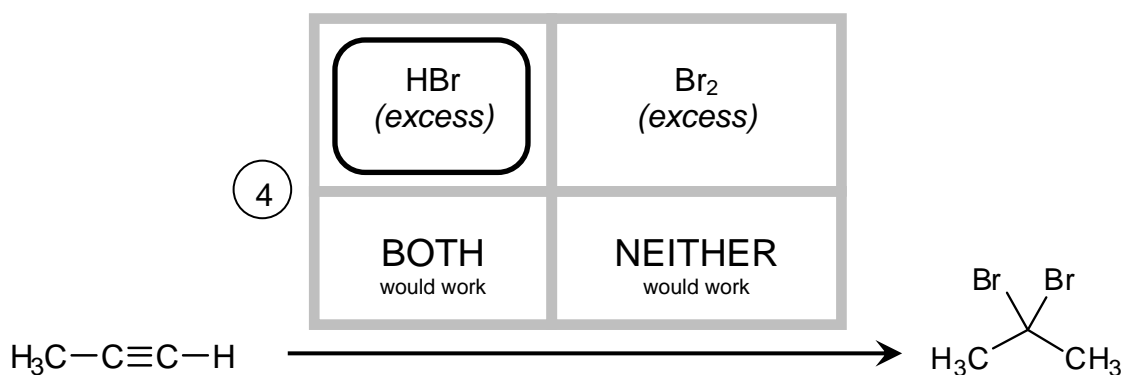 HBr
(excess)
Br₂
(excess)
4
BOTH
would work
NEITHER
would work
Br Br
H₃C–C≡C–H
H₃C CH₃